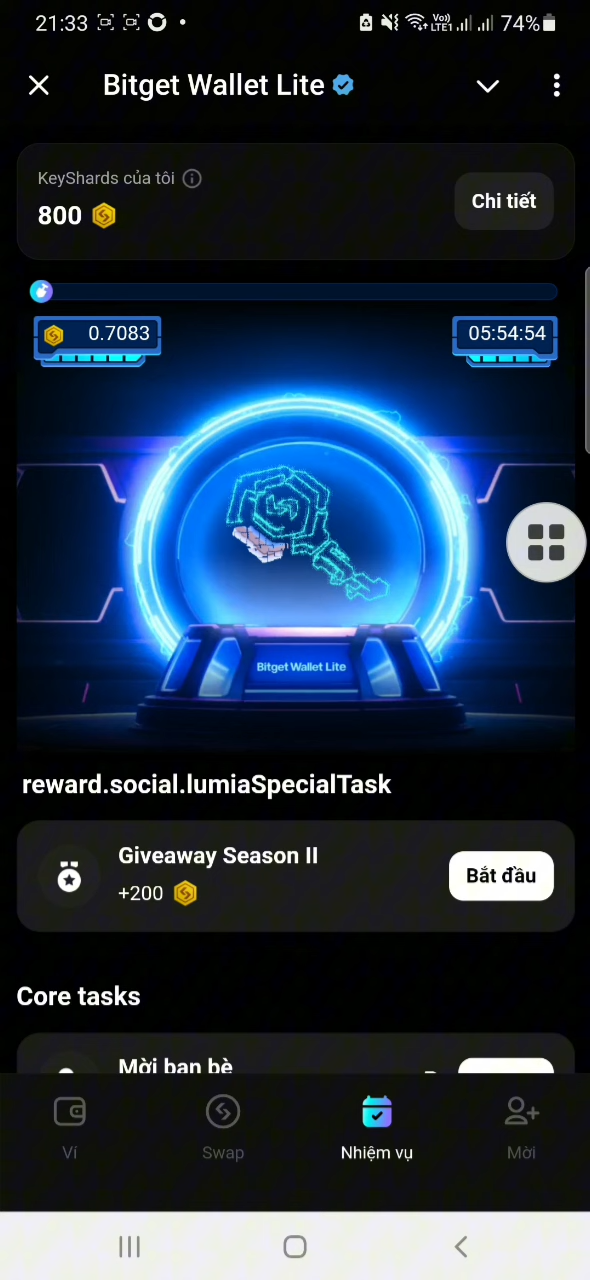 21:33
Vo)) LTE1
74%
Bitget Wallet Lite
KeyShards của tôi
800
Chi tiết
0.7083
05:54:54
Bitget Wallet Lite
reward.social.lumiaSpecialTask
Giveaway Season II
+200
Bắt đầu
Core tasks
Mời bạn bè
Ví
Swap
Nhiệm vụ
Mời